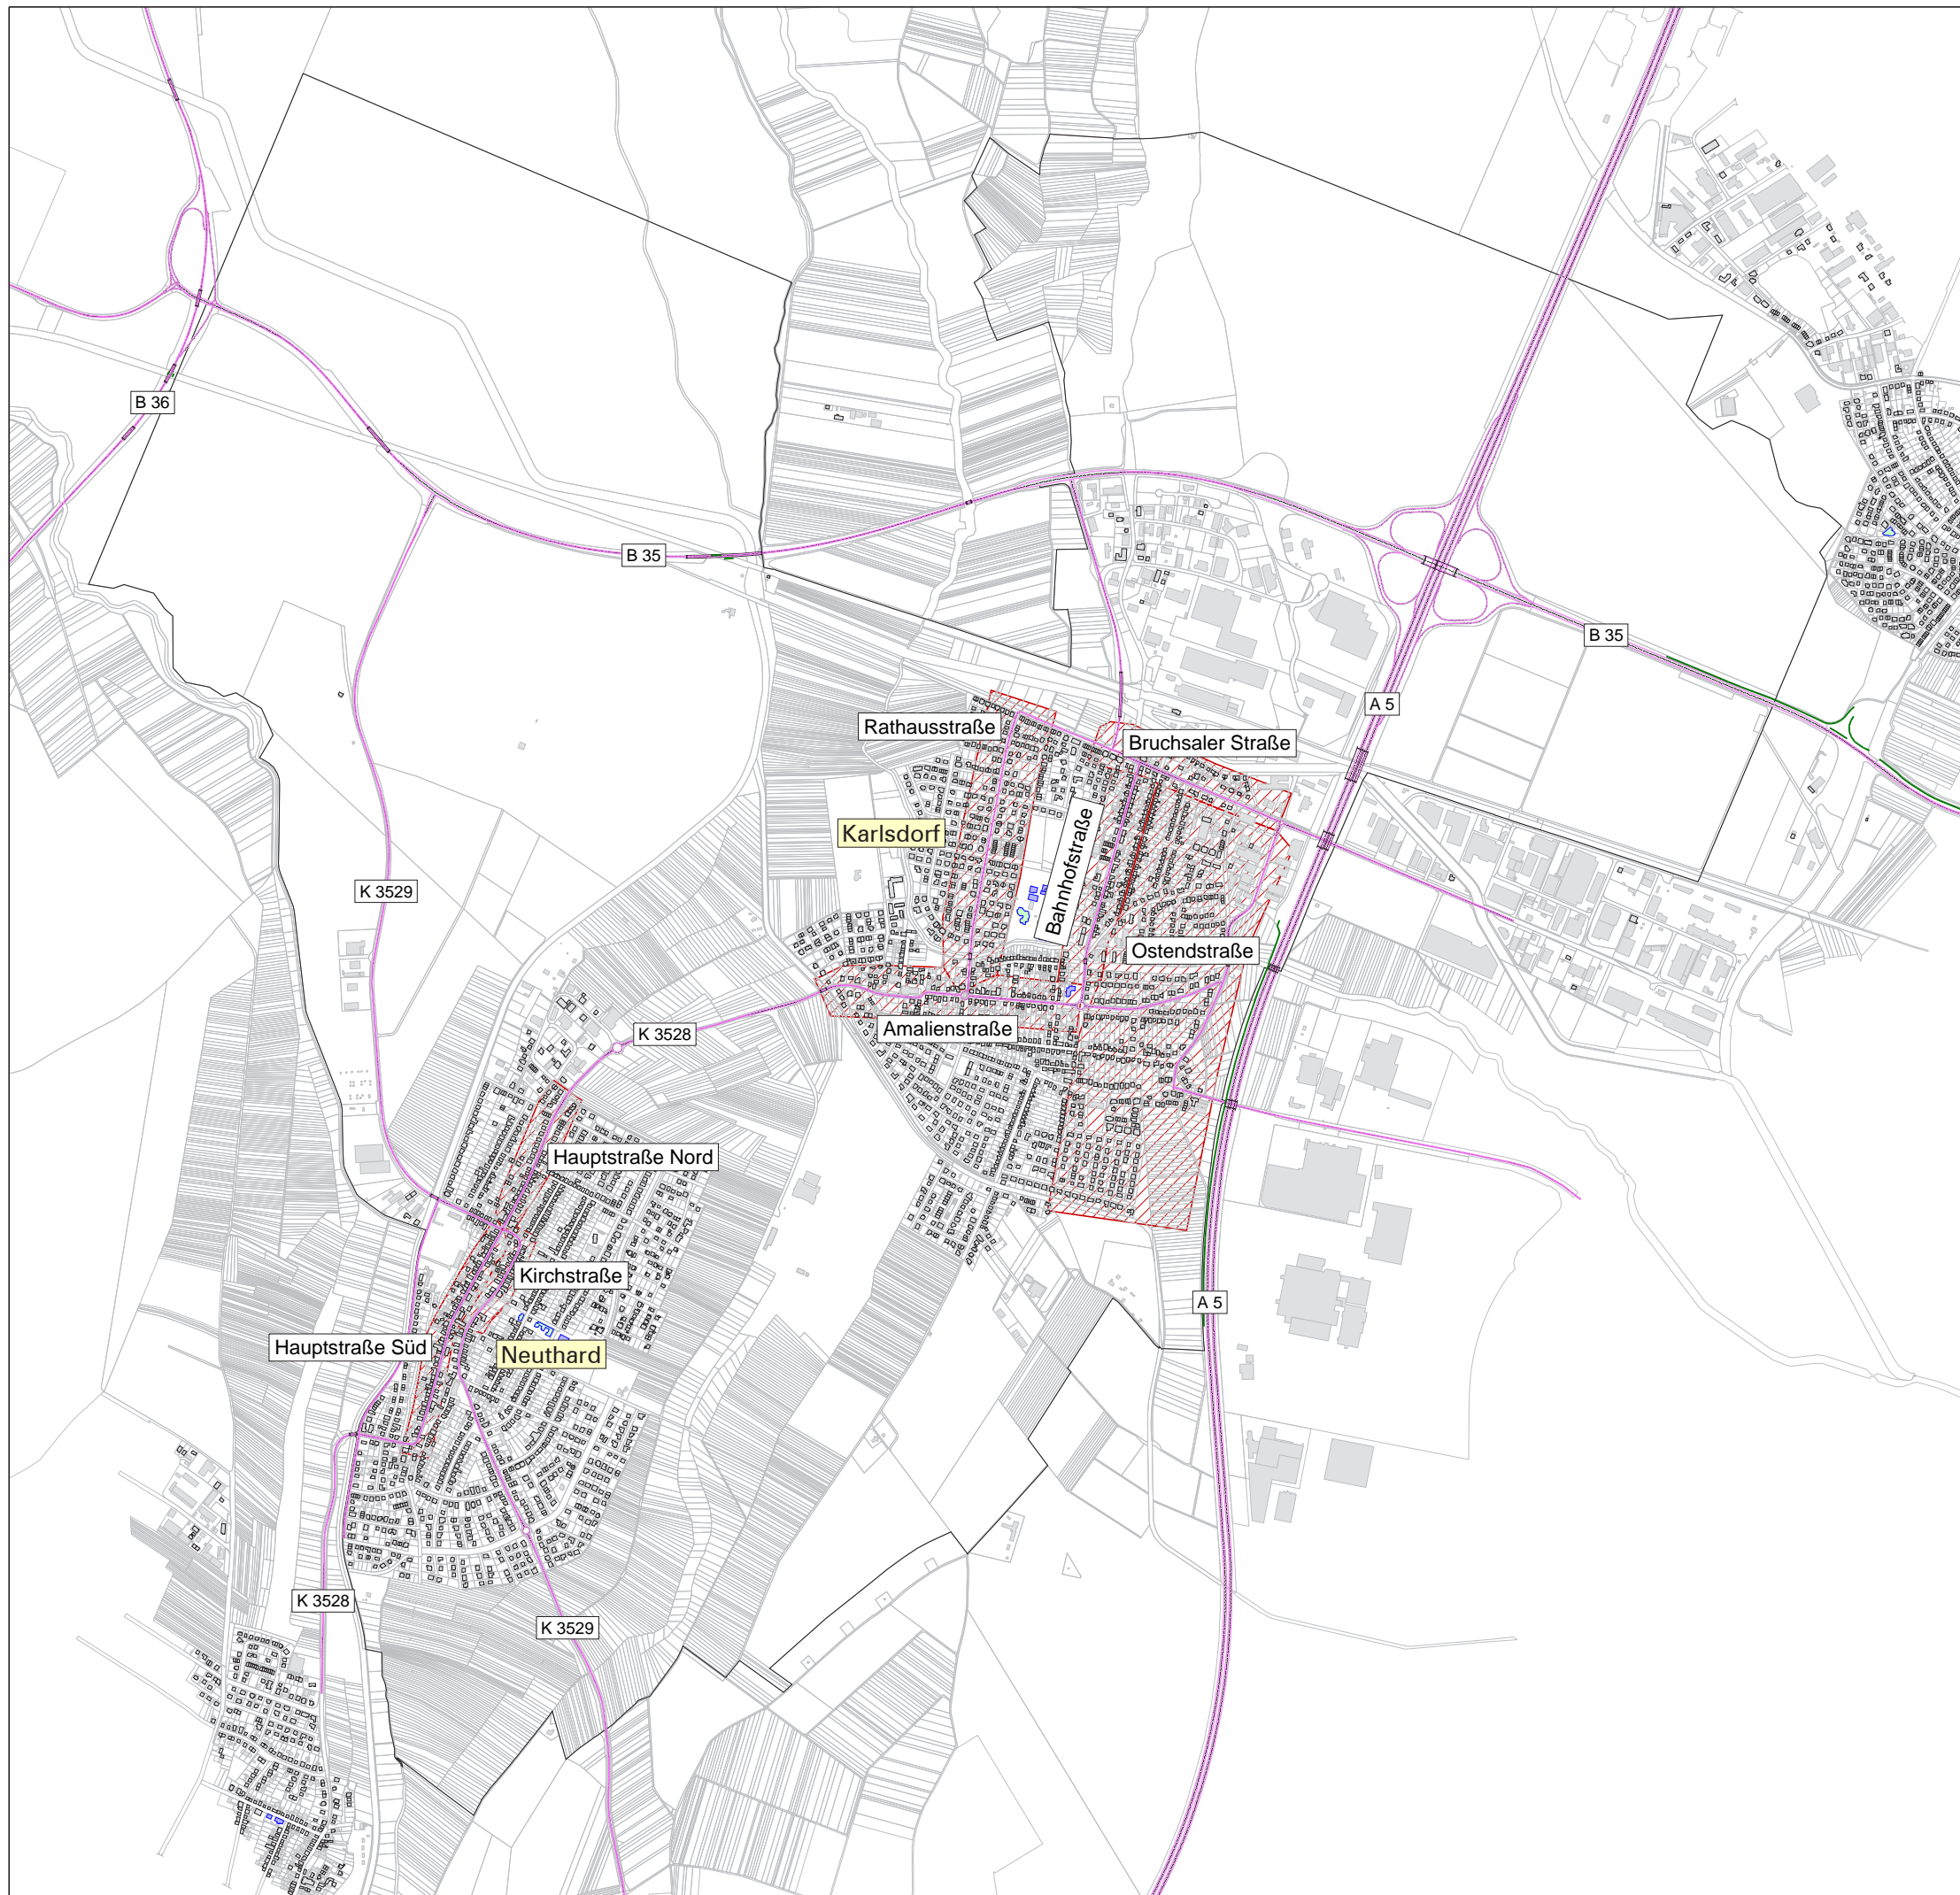 B 36
B 35
B 35
A 5
Rathausstraße
Bruchsaler Straße
Karlsdorf
Bahnhofstraße
K 3529
Ostendstraße
Amalienstraße
K 3528
Hauptstraße Nord
Kirchstraße
A 5
Hauptstraße Süd
Neuthard
K 3528
K 3529